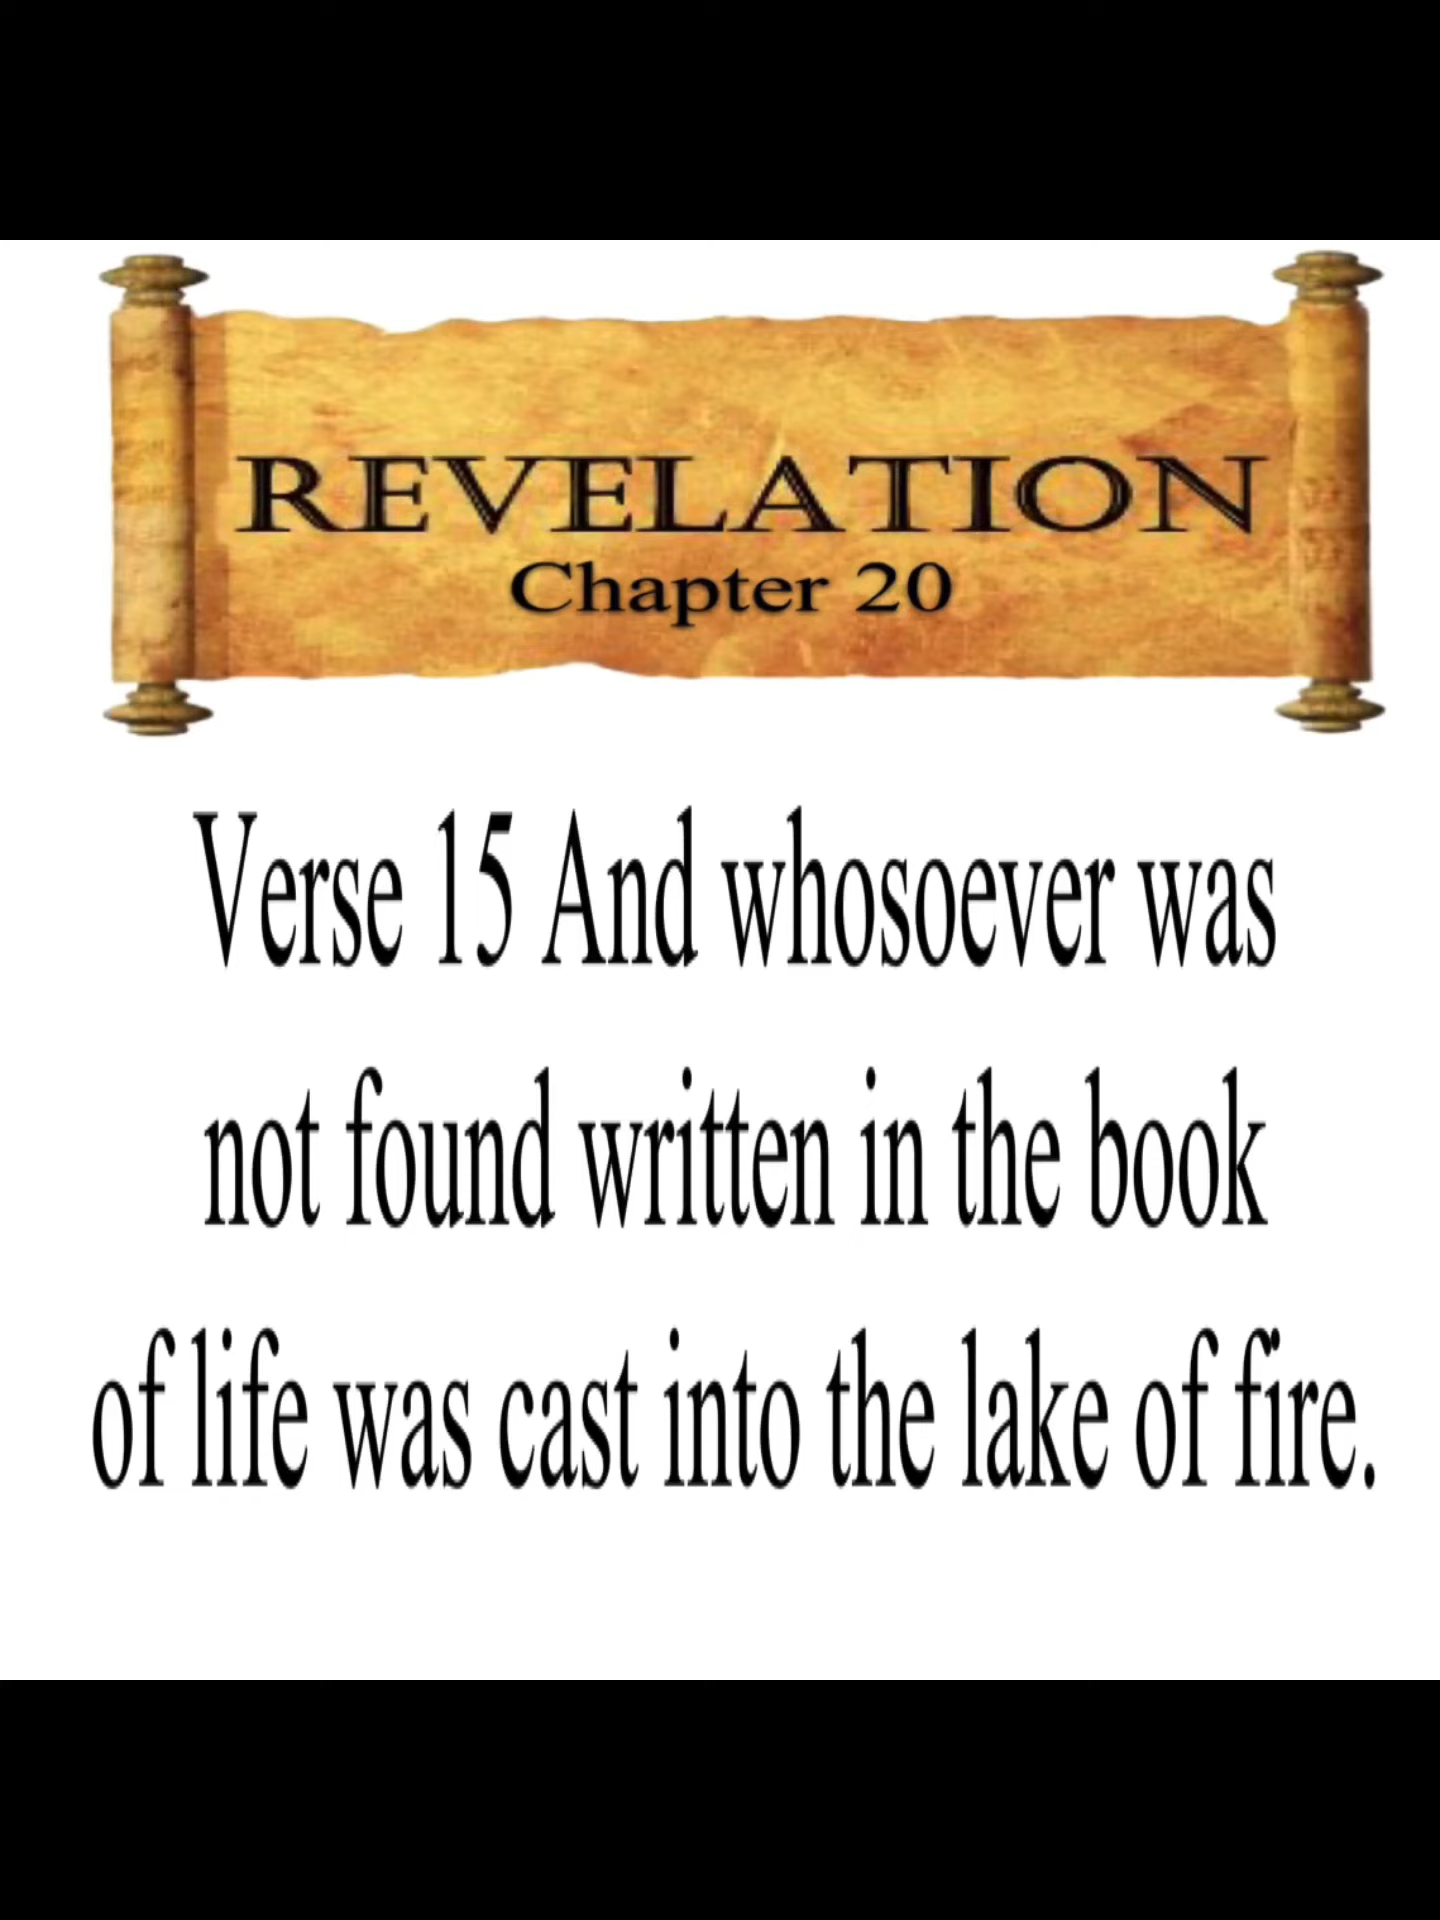 REVELATION
Chapter 20
Verse 15 And whosoever was
not found written in the book
of life was cast into the lake of fire.